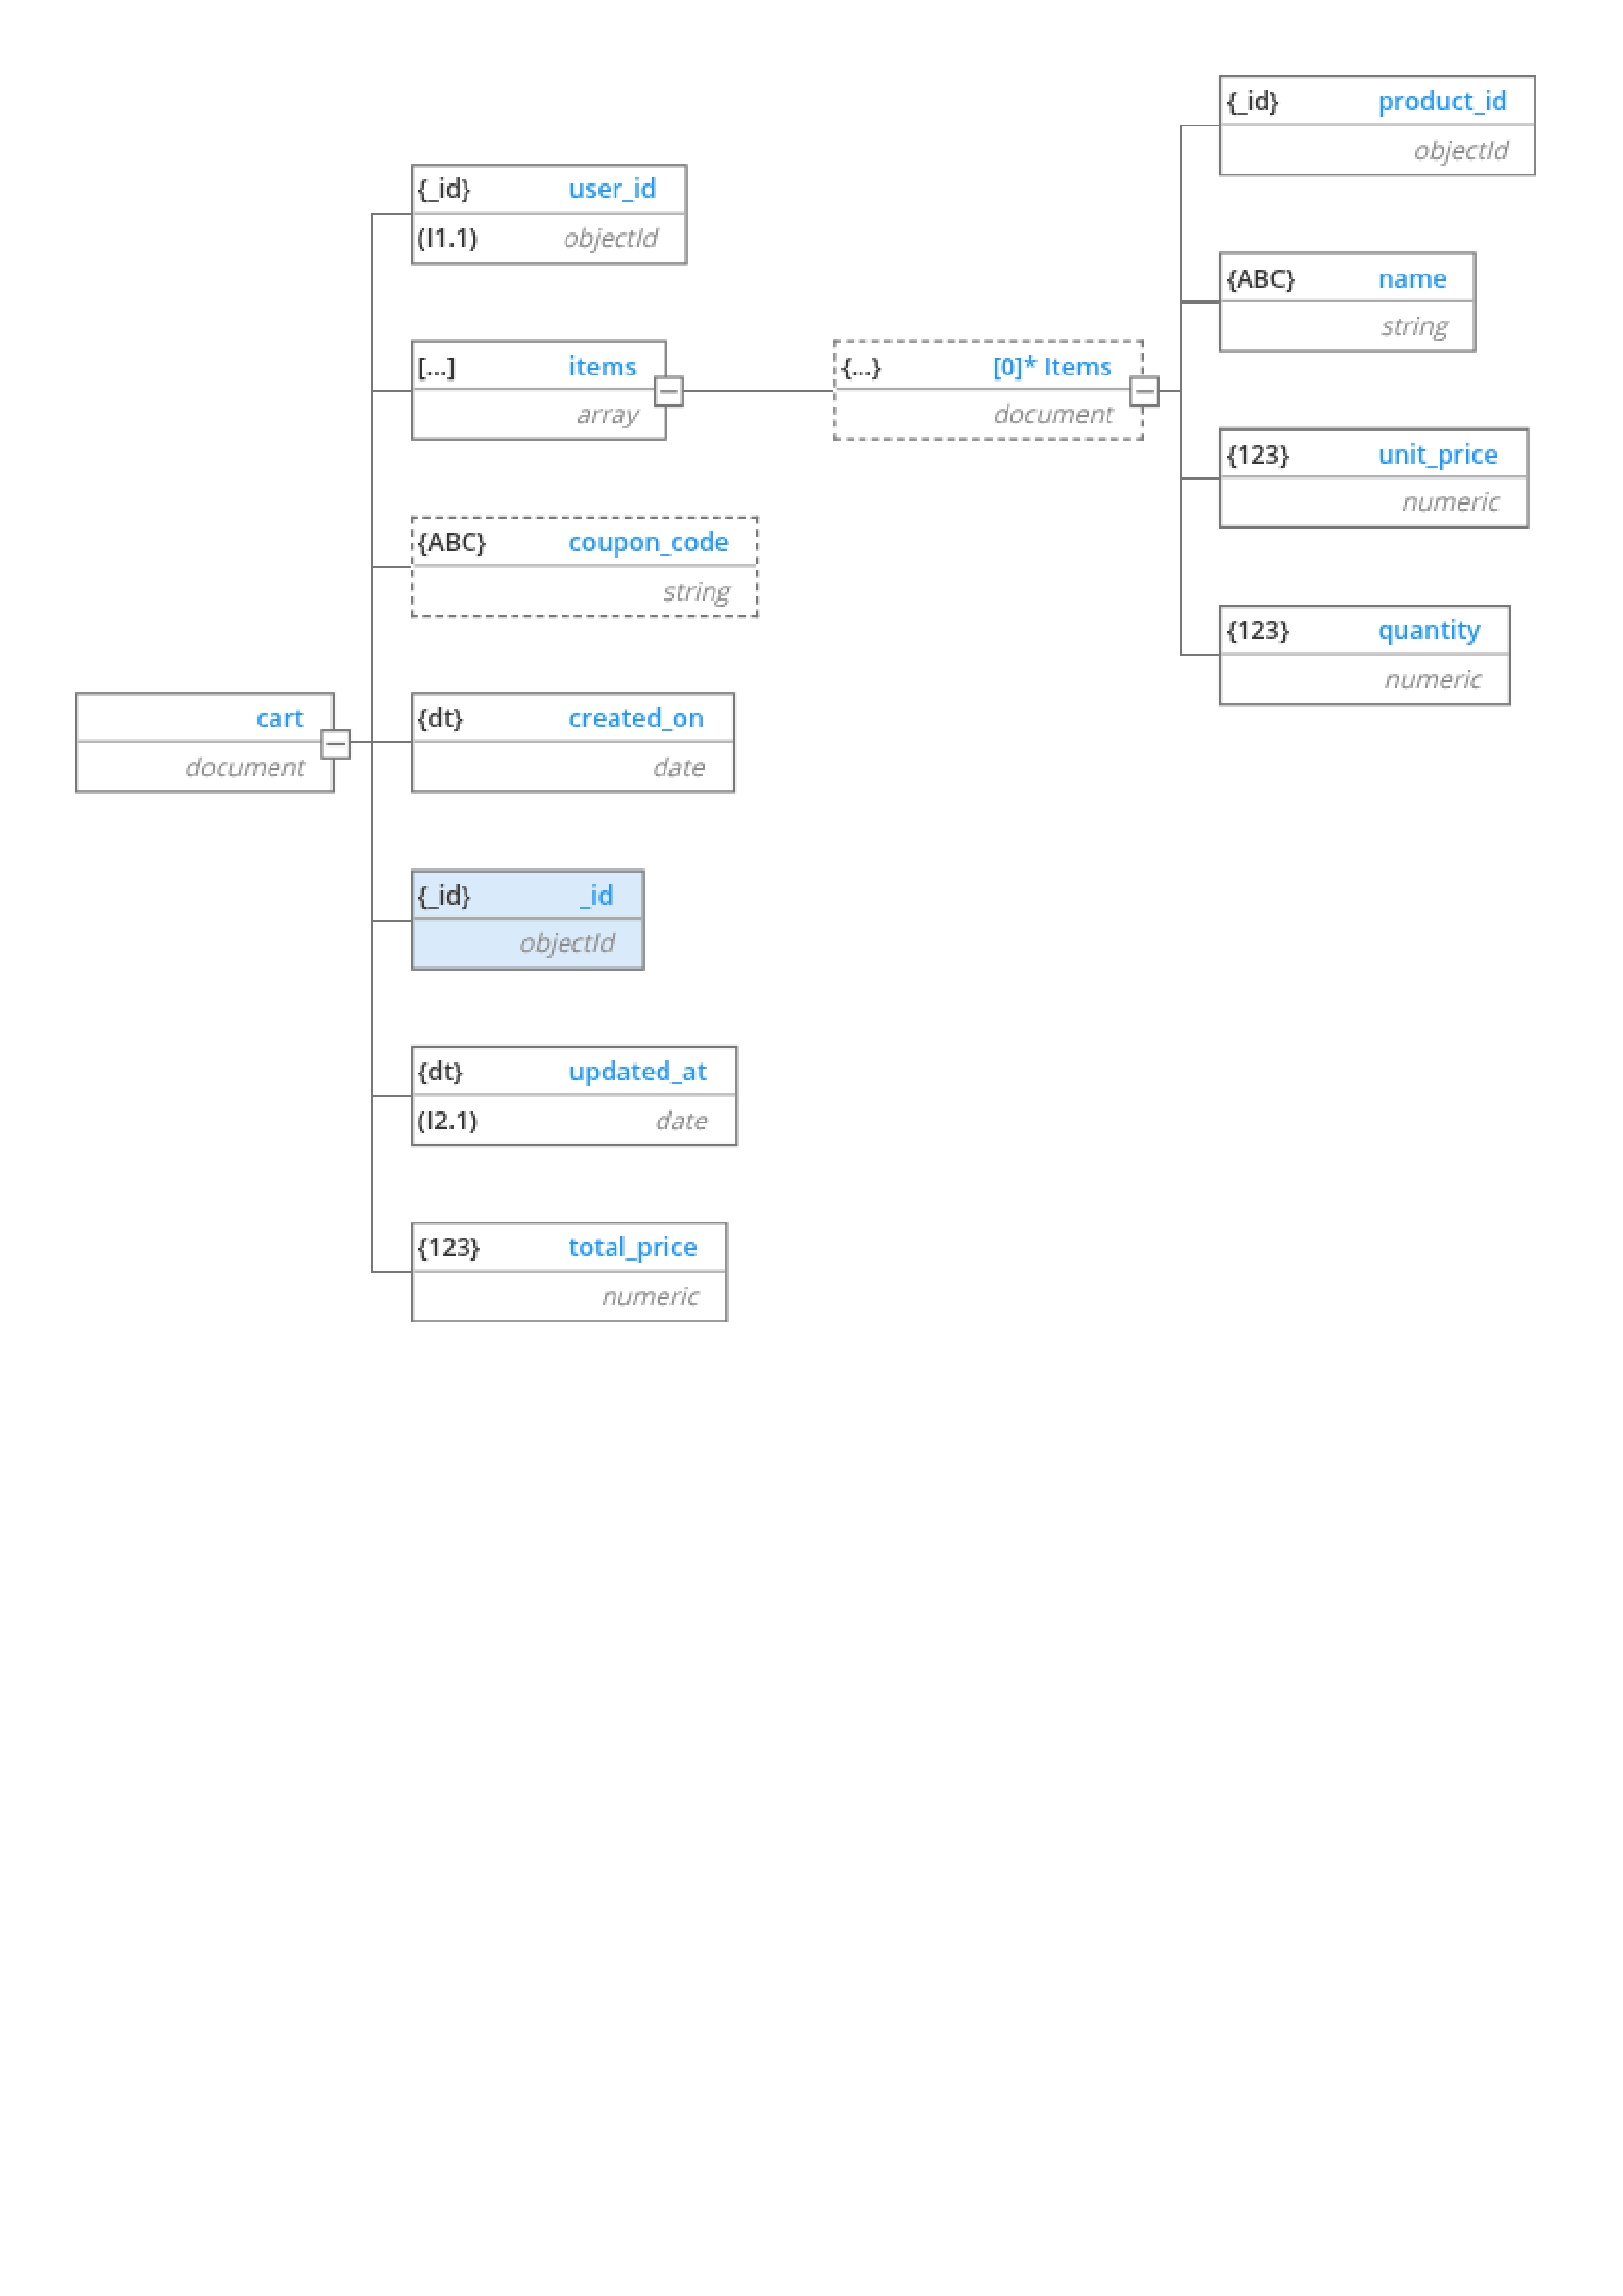 {_id} product_id
objectId
{_id} user_id
(I1.1) objectId
{ABC} name
string
[...] items
array
{...} [0]* Items
document
{123} unit_price
numeric
{ABC} coupon_code
string
{123} quantity
numeric
cart
document
{dt} created_on
date
{_id} _id
objectId
{dt} updated_at
(I2.1) date
{123} total_price
numeric